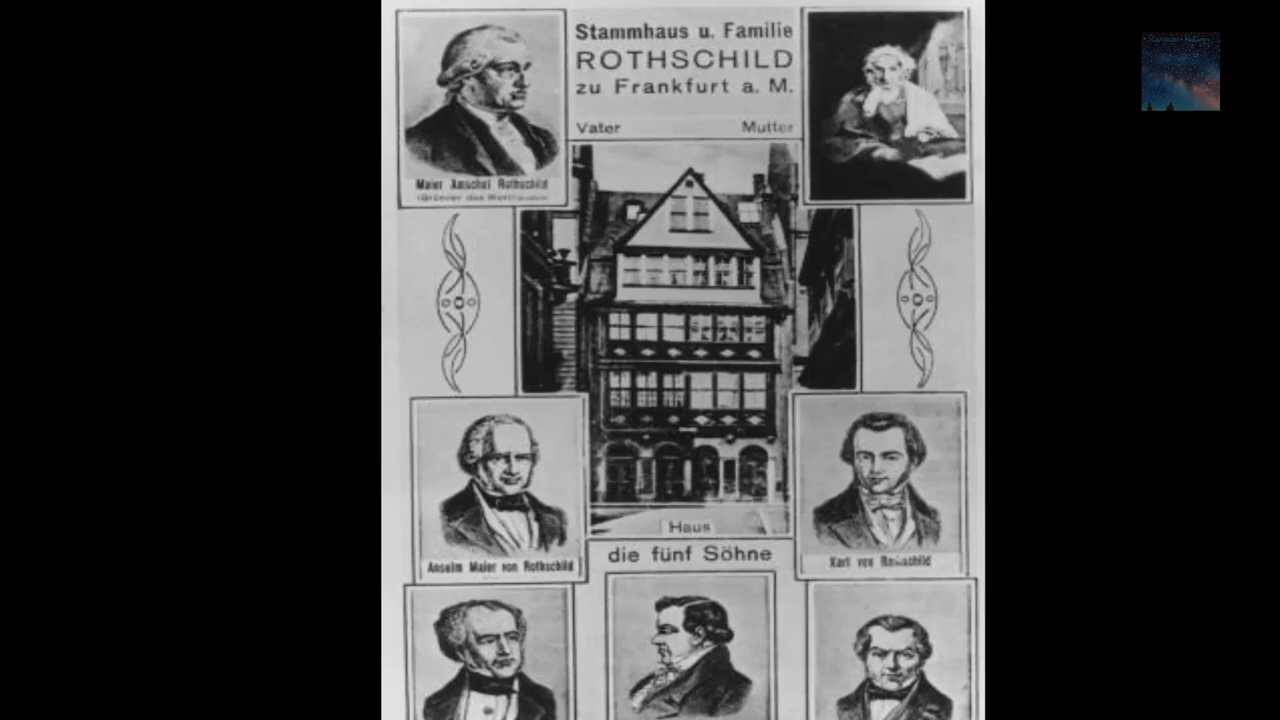 Stammhaus u. Familie
ROTHSCHILD
zu Frankfurt a. M.
Vater
Mutter
Maier Amschel Rothschild
Haus
die fünf Söhne
Anselm Maier von Rothschild
Karl von Rothschild